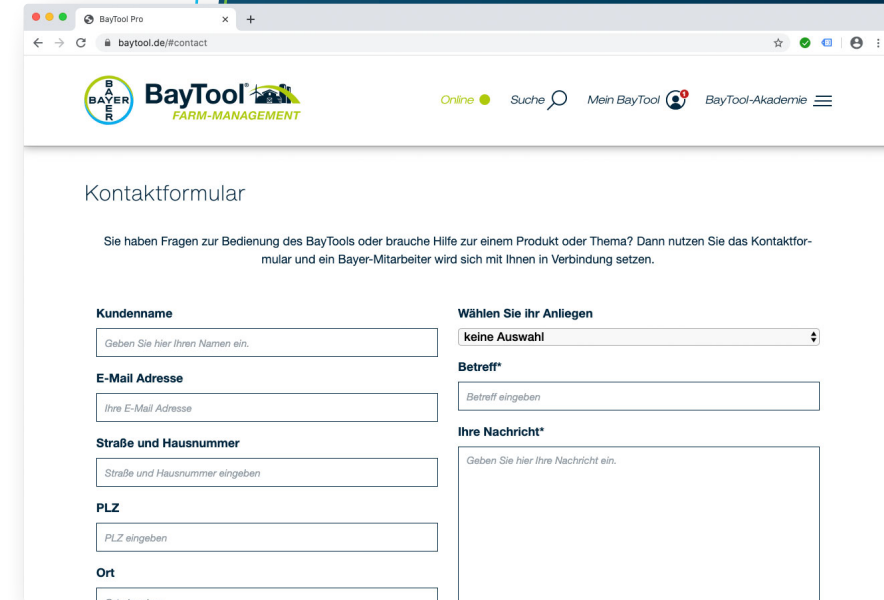 BayTool Pro
baytool.de/#contact
BAYER
BAYER
BayTool®
FARM-MANAGEMENT
Online
Suche
Mein BayTool
1
BayTool-Akademie
Kontaktformular
Sie haben Fragen zur Bedienung des BayTools oder brauche Hilfe zu einem Produkt oder Thema? Dann nutzen Sie das Kontaktfor-
mular und ein Bayer-Mitarbeiter wird sich mit Ihnen in Verbindung setzen.
Kundenname
Geben Sie hier Ihren Namen ein.
E-Mail Adresse
Ihre E-Mail Adresse
Straße und Hausnummer
Straße und Hausnummer eingeben
PLZ
PLZ eingeben
Ort
Wählen Sie ihr Anliegen
keine Auswahl
Betreff*
Betreff eingeben
Ihre Nachricht*
Geben Sie hier Ihre Nachricht ein.